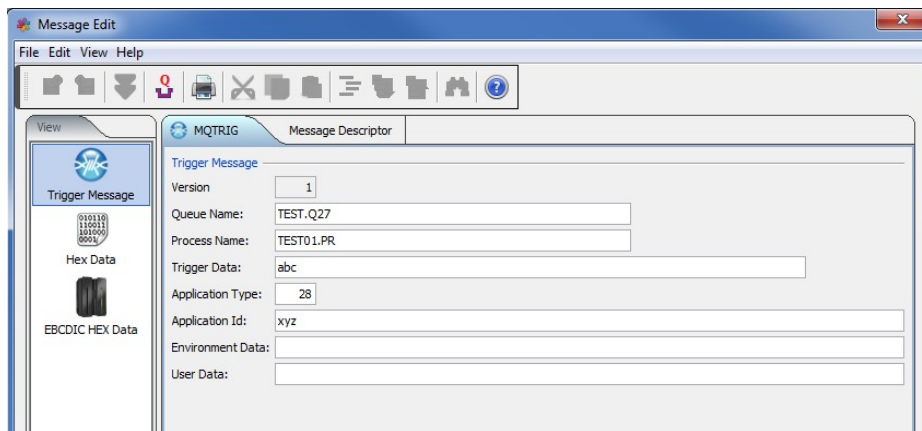 Message Edit
File Edit View Help
View
MQTRIG Message Descriptor
Trigger Message
Trigger Message
Version 1
Queue Name: TEST.Q27
Process Name: TEST01.PR
Hex Data
Trigger Data: abc
Application Type: 28
EBCDIC HEX Data
Application Id: xyz
Environment Data:
User Data: